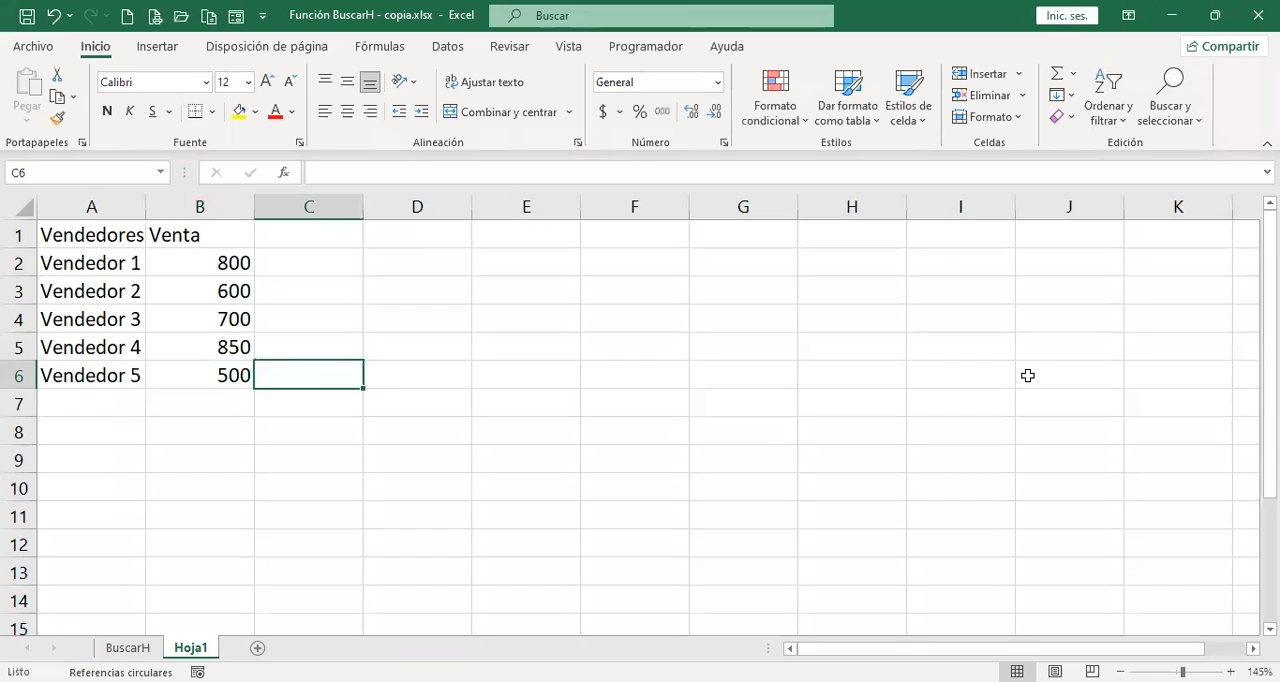 Función BuscarH - copia.xlsx - Excel
Buscar
Inic. ses.
Archivo Inicio Insertar Disposición de página Fórmulas Datos Revisar Vista Programador Ayuda
Compartir
Pegar
Portapapeles
Calibri 12
N K S
Fuente
Ajustar texto
Combinar y centrar
Alineación
General
$ % 000
Número
Formato condicional
Dar formato como tabla
Estilos de celda
Estilos
Insertar
Eliminar
Formato
Celdas
Ordenar y filtrar
Buscar y seleccionar
Edición
C6
fx
A B C D E F G H I J K
1 Vendedores Venta
2 Vendedor 1 800
3 Vendedor 2 600
4 Vendedor 3 700
5 Vendedor 4 850
6 Vendedor 5 500
7
8
9
10
11
12
13
14
15
BuscarH Hoja1
Listo Referencias circulares 145%